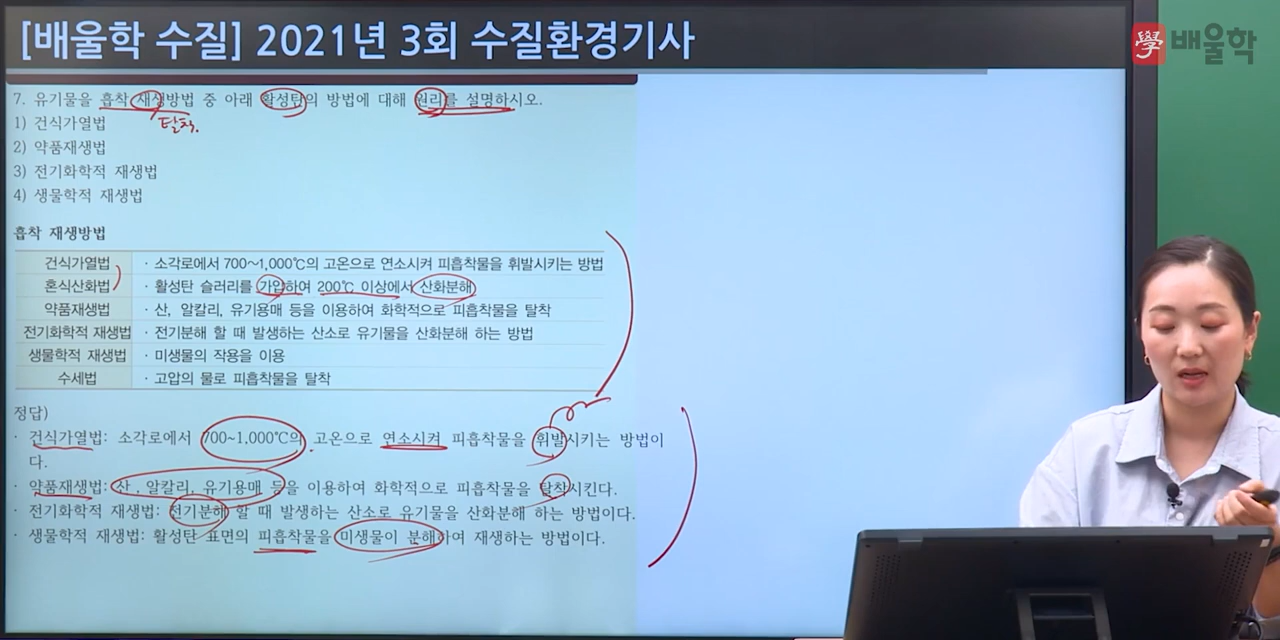 [배울학 수질] 2021년 3회 수질환경기사
學 배울학
7. 유기물을 흡착 재생방법 중 아래 활성탄의 방법에 대해 원리를 설명하시오.
탈착.
1) 건식가열법
2) 약품재생법
3) 전기화학적 재생법
4) 생물학적 재생법
흡착 재생방법
건식가열법 · 소각로에서 700~1,000℃의 고온으로 연소시켜 피흡착물을 휘발시키는 방법
혼식산화법 · 활성탄 슬러리를 가압하여 200℃ 이상에서 산화분해
약품재생법 · 산, 알칼리, 유기용매 등을 이용하여 화학적으로 피흡착물을 탈착
전기화학적 재생법 · 전기분해 할 때 발생하는 산소로 유기물을 산화분해 하는 방법
생물학적 재생법 · 미생물의 작용을 이용
수세법 · 고압의 물로 피흡착물을 탈착
정답)
· 건식가열법: 소각로에서 700~1.000℃의 고온으로 연소시켜 피흡착물을 휘발시키는 방법이
다.
· 약품재생법: 산, 알칼리, 유기용매 등을 이용하여 화학적으로 피흡착물을 탈착시킨다.
· 전기화학적 재생법: 전기분해 할 때 발생하는 산소로 유기물을 산화분해 하는 방법이다.
· 생물학적 재생법: 활성탄 표면의 피흡착물을 미생물이 분해하여 재생하는 방법이다.